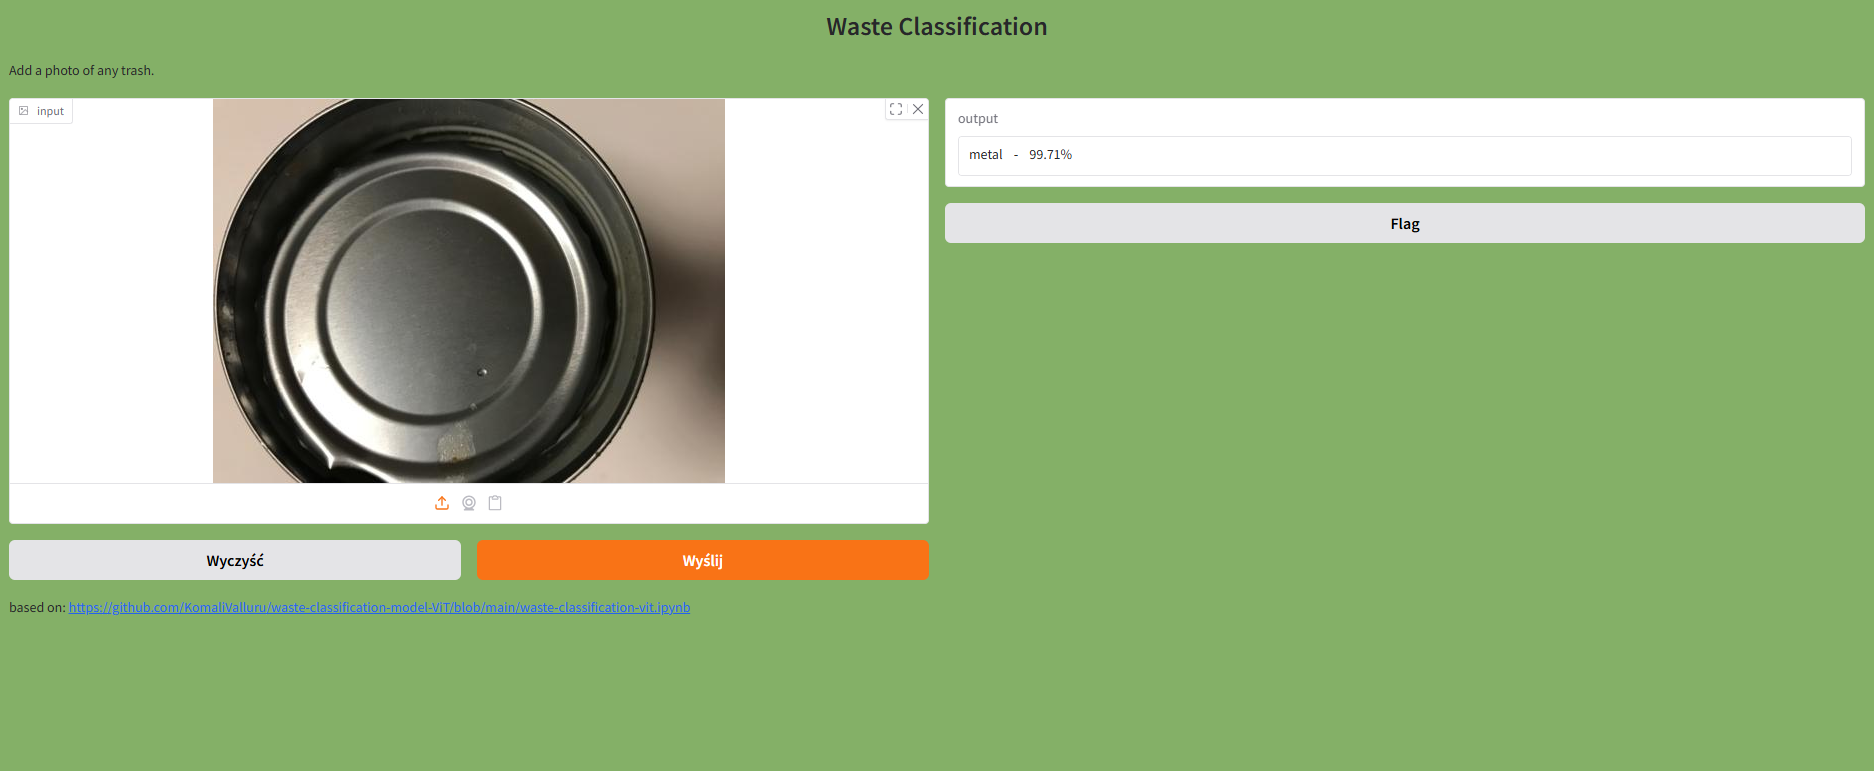 Waste Classification
Add a photo of any trash.
input
output
metal - 99.71%
Flag
Wyczyść
Wyślij
based on: https://github.com/KomaliValluru/waste-classification-model-ViT/blob/main/waste-classification-vit.ipynb